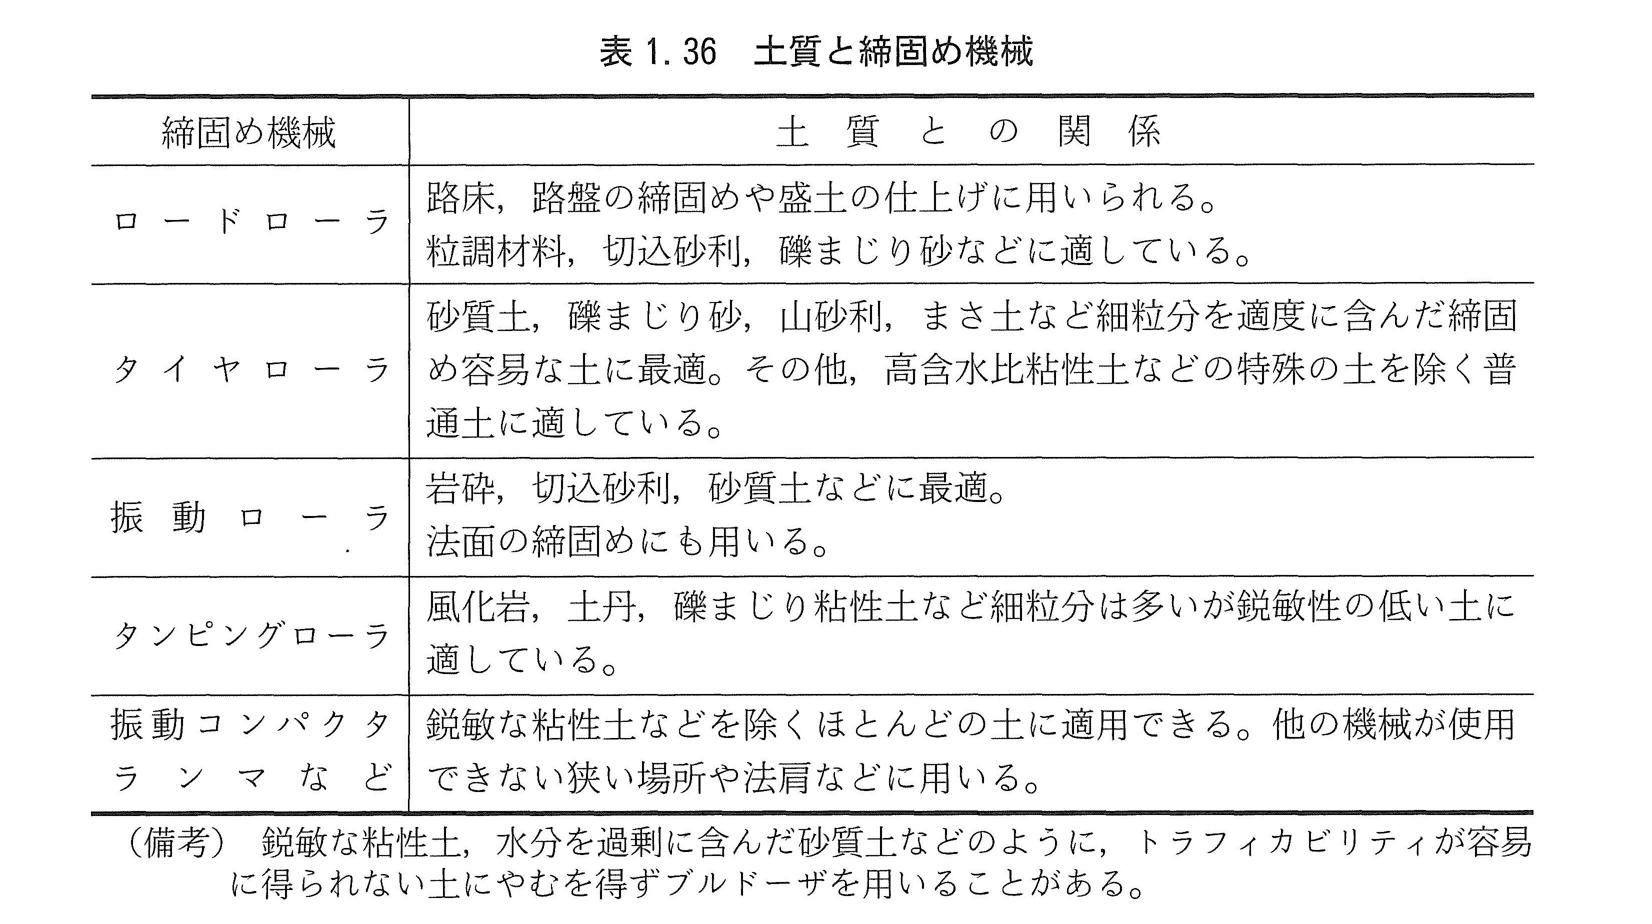 表1.36　土質と締固め機械
締固め機械　土質との関係
ロードローラ
路床，路盤の締固めや盛土の仕上げに用いられる。
粒調材料，切込砂利，礫まじり砂などに適している。
タイヤローラ
砂質土，礫まじり砂，山砂利，まさ土など細粒分を適度に含んだ締固
め容易な土に最適。その他，高含水比粘性土などの特殊の土を除く普
通土に適している。
振動ローラ
岩砕，切込砂利，砂質土などに最適。
法面の締固めにも用いる。
タンピングローラ
風化岩，土丹，礫まじり粘性土など細粒分は多いが鋭敏性の低い土に
適している。
振動コンパクタ
ランマなど
鋭敏な粘性土などを除くほとんどの土に適用できる。他の機械が使用
できない狭い場所や法肩などに用いる。
（備考）　鋭敏な粘性土，水分を過剰に含んだ砂質土などのように，トラフィカビリティが容易
に得られない土にやむを得ずブルドーザを用いることがある。